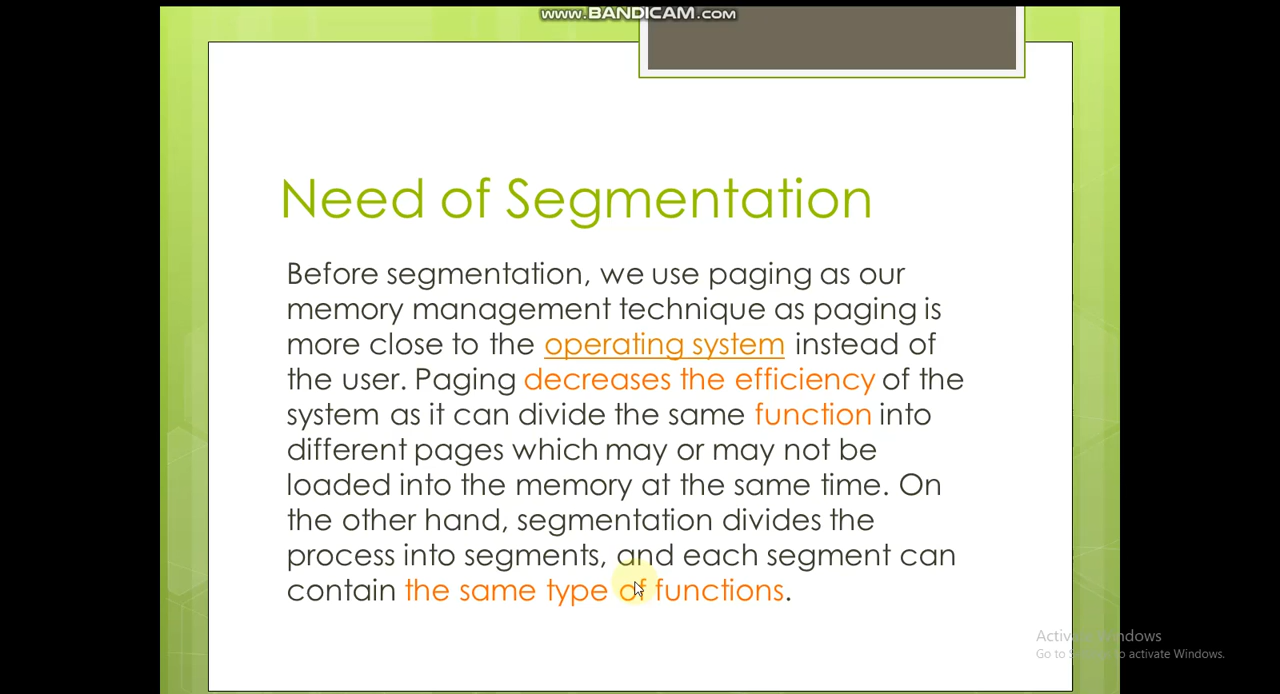 www.BANDICAM.com
Need of Segmentation
Before segmentation, we use paging as our
memory management technique as paging is
more close to the operating system instead of
the user. Paging decreases the efficiency of the
system as it can divide the same function into
different pages which may or may not be
loaded into the memory at the same time. On
the other hand, segmentation divides the
process into segments, and each segment can
contain the same type of functions.
Activate Windows
Go to Settings to activate Windows.